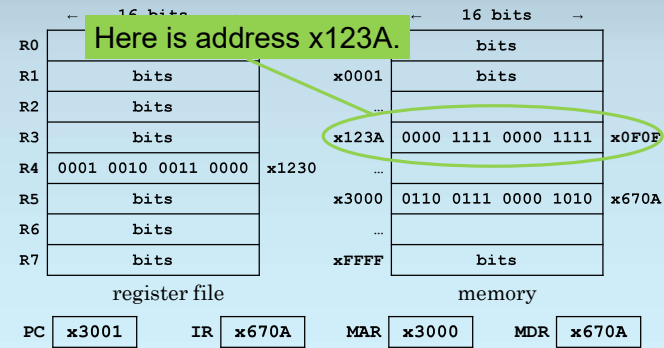 ← 16 bits ← 16 bits →
Here is address x123A.
R0 bits
R1 bits x0001 bits
R2 bits …
R3 bits x123A 0000 1111 0000 1111 x0F0F
R4 0001 0010 0011 0000 x1230 …
R5 bits x3000 0110 0111 0000 1010 x670A
R6 bits …
R7 bits xFFFF bits
register file memory
PC x3001 IR x670A MAR x3000 MDR x670A